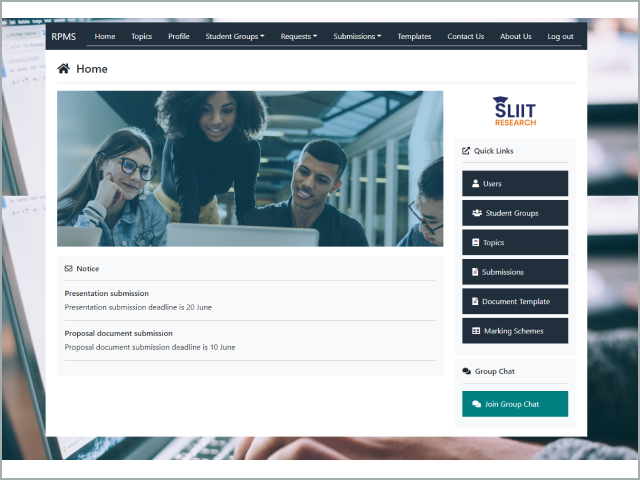 RPMS Home Topics Profile Student Groups Requests Submissions Templates Contact Us About Us Log out
Home
SLIIT
RESEARCH
Quick Links
Users
Student Groups
Topics
Submissions
Document Template
Marking Schemes
Notice
Presentation submission
Presentation submission deadline is 20 June
Proposal document submission
Proposal document submission deadline is 10 June
Group Chat
Join Group Chat